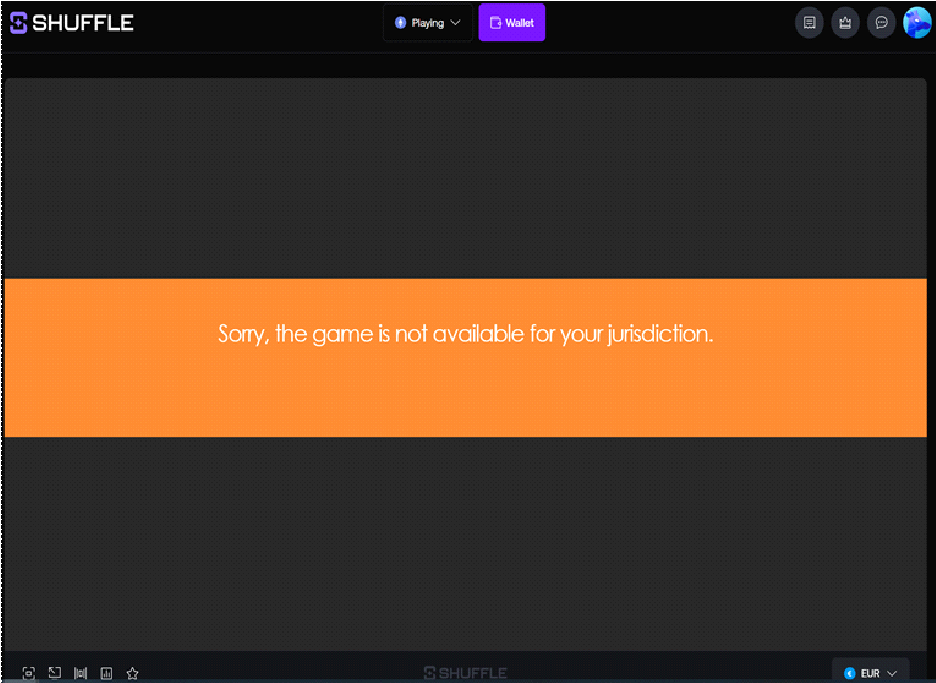 SHUFFLE
Playing
Wallet
Sorry, the game is not available for your jurisdiction.
SHUFFLE
EUR